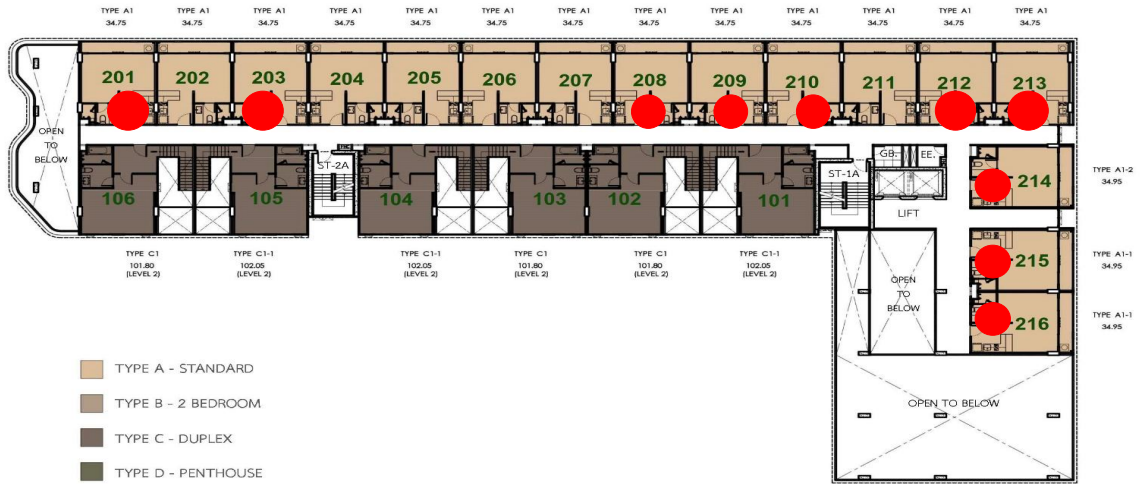 TYPE A1 TYPE A1 TYPE A1 TYPE A1 TYPE A1 TYPE A1 TYPE A1 TYPE A1 TYPE A1 TYPE A1 TYPE A1 TYPE A1 TYPE A1
34.75 34.75 34.75 34.75 34.75 34.75 34.75 34.75 34.75 34.75 34.75 34.75 34.75
201 202 203 204 205 206 207 208 209 210 211 212 213
OPEN
TO
BELOW
ST-2A
GB. EE.
ST-1A
106 105 104 103 102 101
LIFT
214
TYPE A1-2
34.95
TYPE C1
101.80
(LEVEL 2)
TYPE C1-1
102.05
(LEVEL 2)
TYPE C1-1
102.05
(LEVEL 2)
TYPE C1
101.80
(LEVEL 2)
TYPE C1
101.80
(LEVEL 2)
TYPE C1-1
102.05
(LEVEL 2)
215
TYPE A1-1
34.95
OPEN
TO
BELOW
216
TYPE A1-1
34.95
TYPE A - STANDARD
TYPE B - 2 BEDROOM
TYPE C - DUPLEX
TYPE D - PENTHOUSE
OPEN TO BELOW